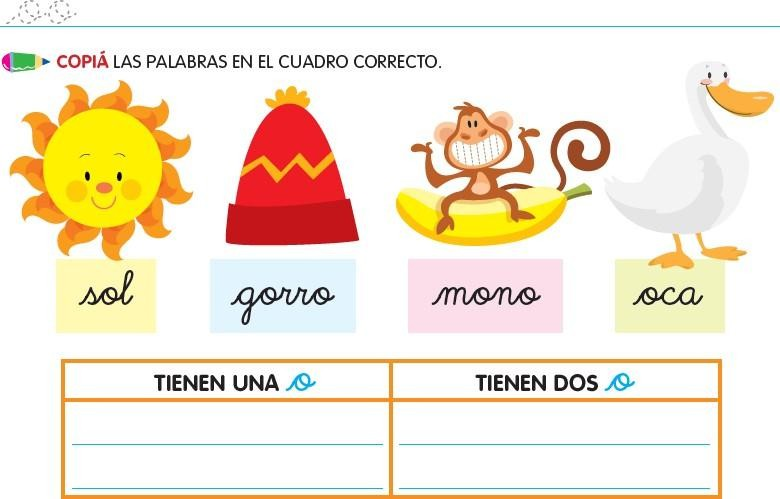 COPIÁ LAS PALABRAS EN EL CUADRO CORRECTO.
sol gorro mono oca
TIENEN UNA o TIENEN DOS o